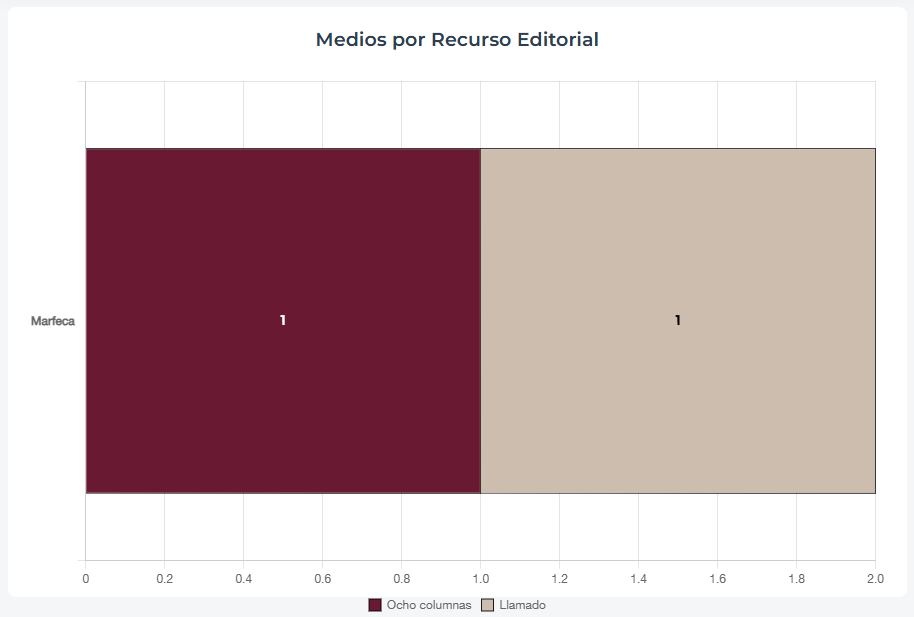 Medios por Recurso Editorial
Marfeca
1
1
0 0.2 0.4 0.6 0.8 1.0 1.2 1.4 1.6 1.8 2.0
Ocho columnas Llamado